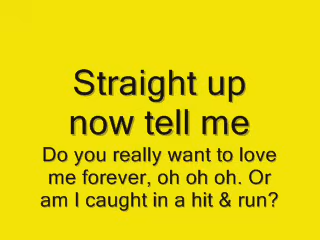 Straight up
now tell me
Do you really want to love
me forever, oh oh oh. Or
am I caught in a hit & run?